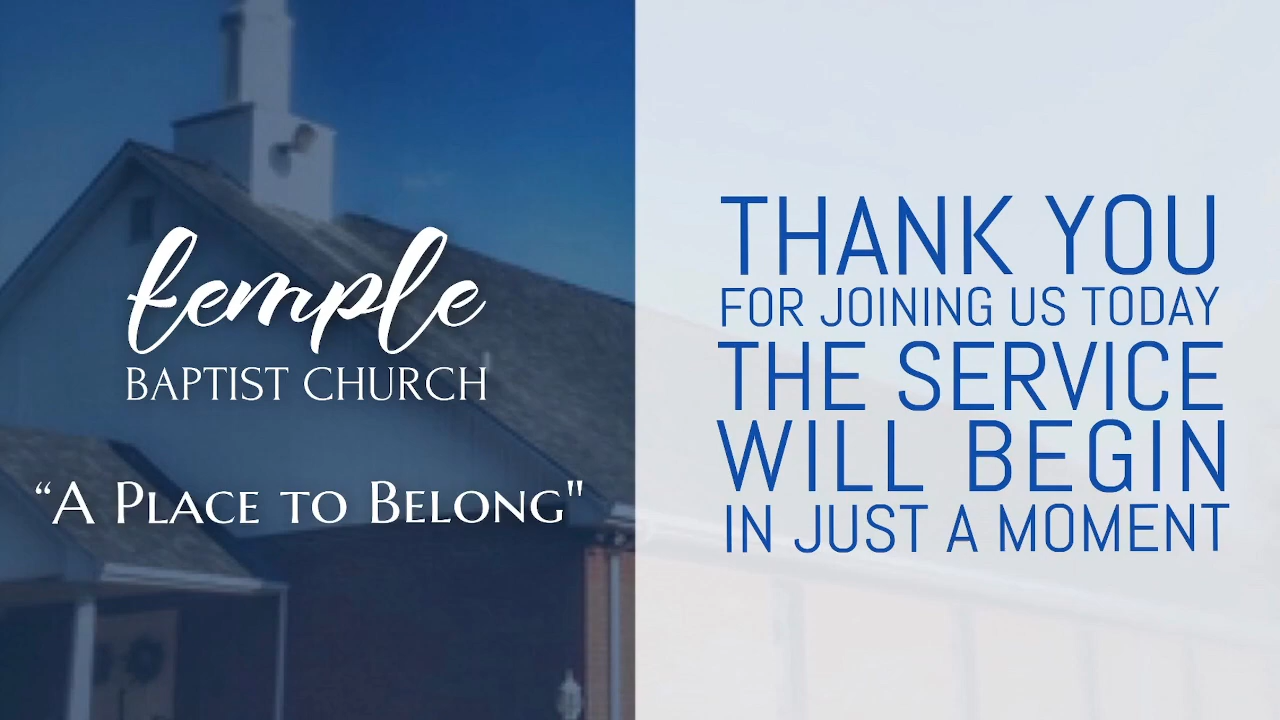 temple
BAPTIST CHURCH
“A Place to Belong"
THANK YOU
FOR JOINING US TODAY
THE SERVICE
WILL BEGIN
IN JUST A MOMENT